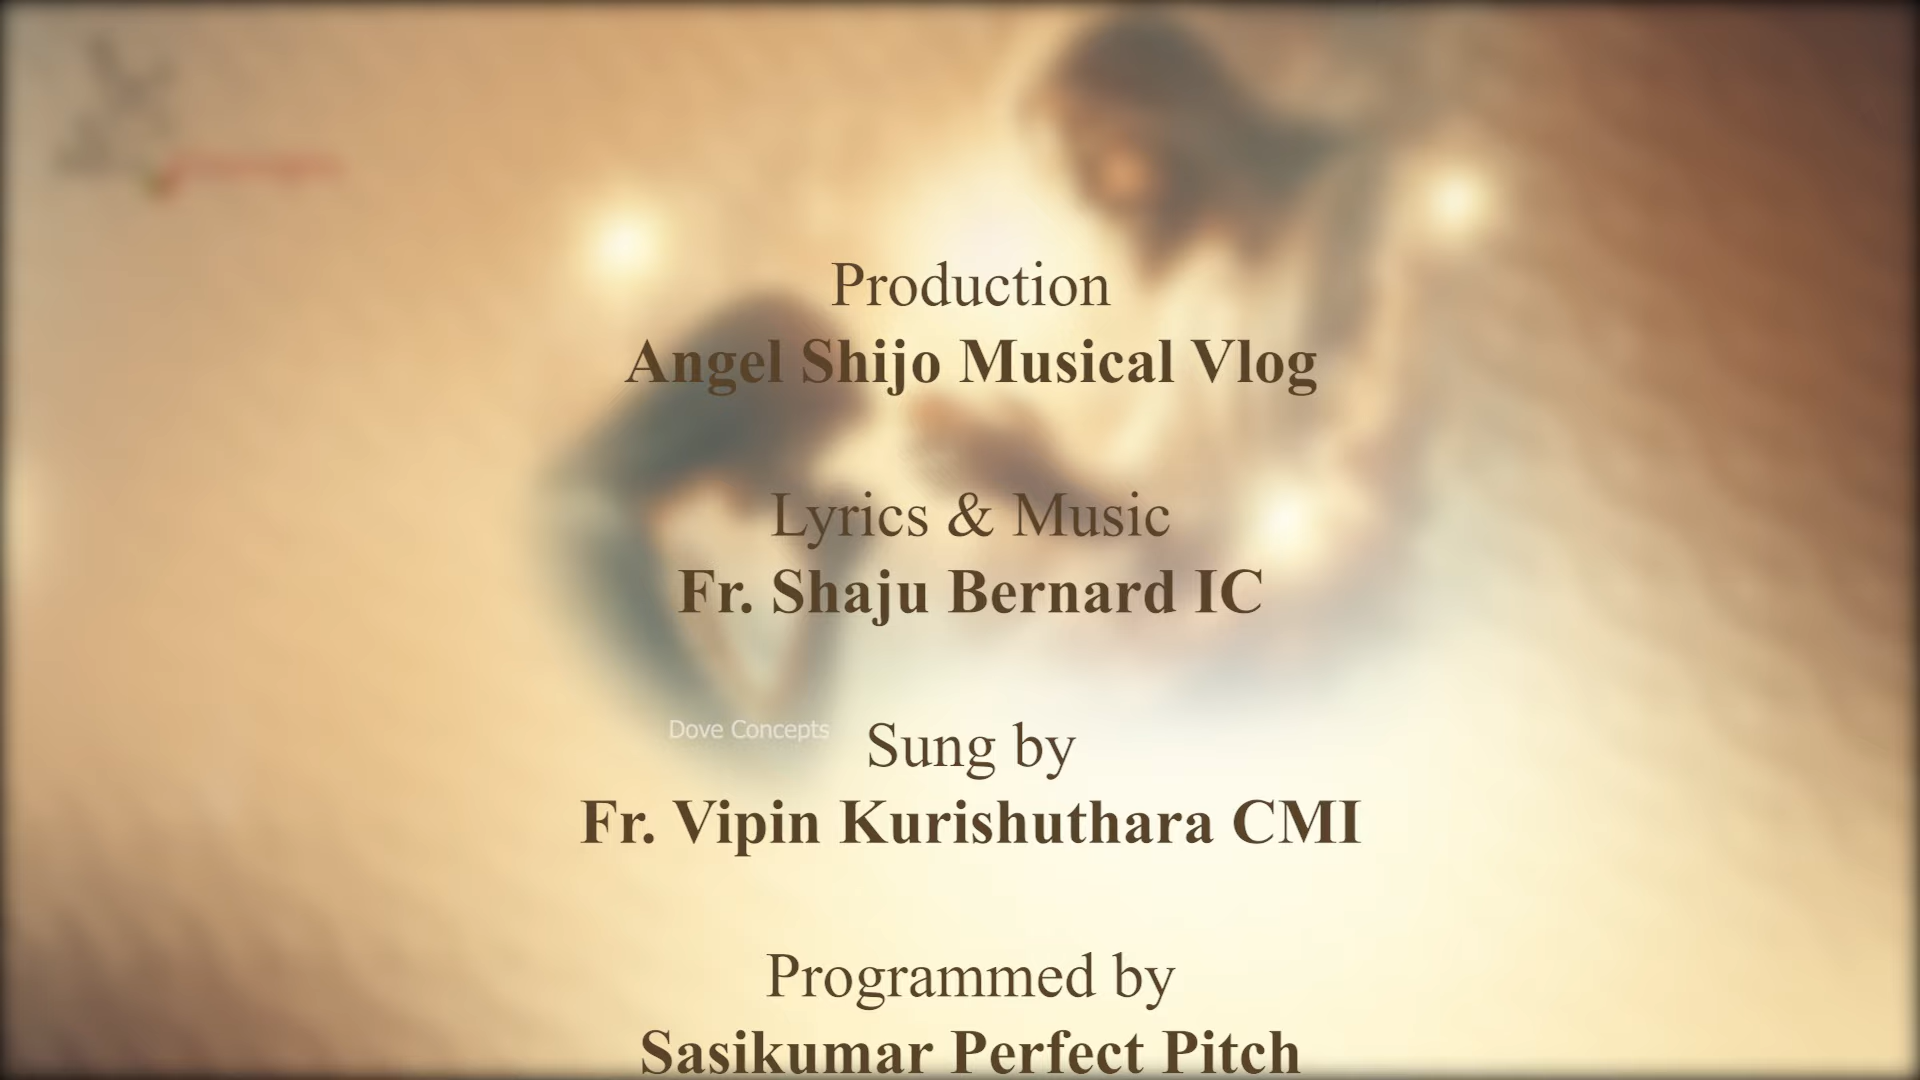 Production
Angel Shijo Musical Vlog
Lyrics & Music
Fr. Shaju Bernard IC
Dove Concepts
Sung by
Fr. Vipin Kurishuthara CMI
Programmed by
Sasikumar Perfect Pitch